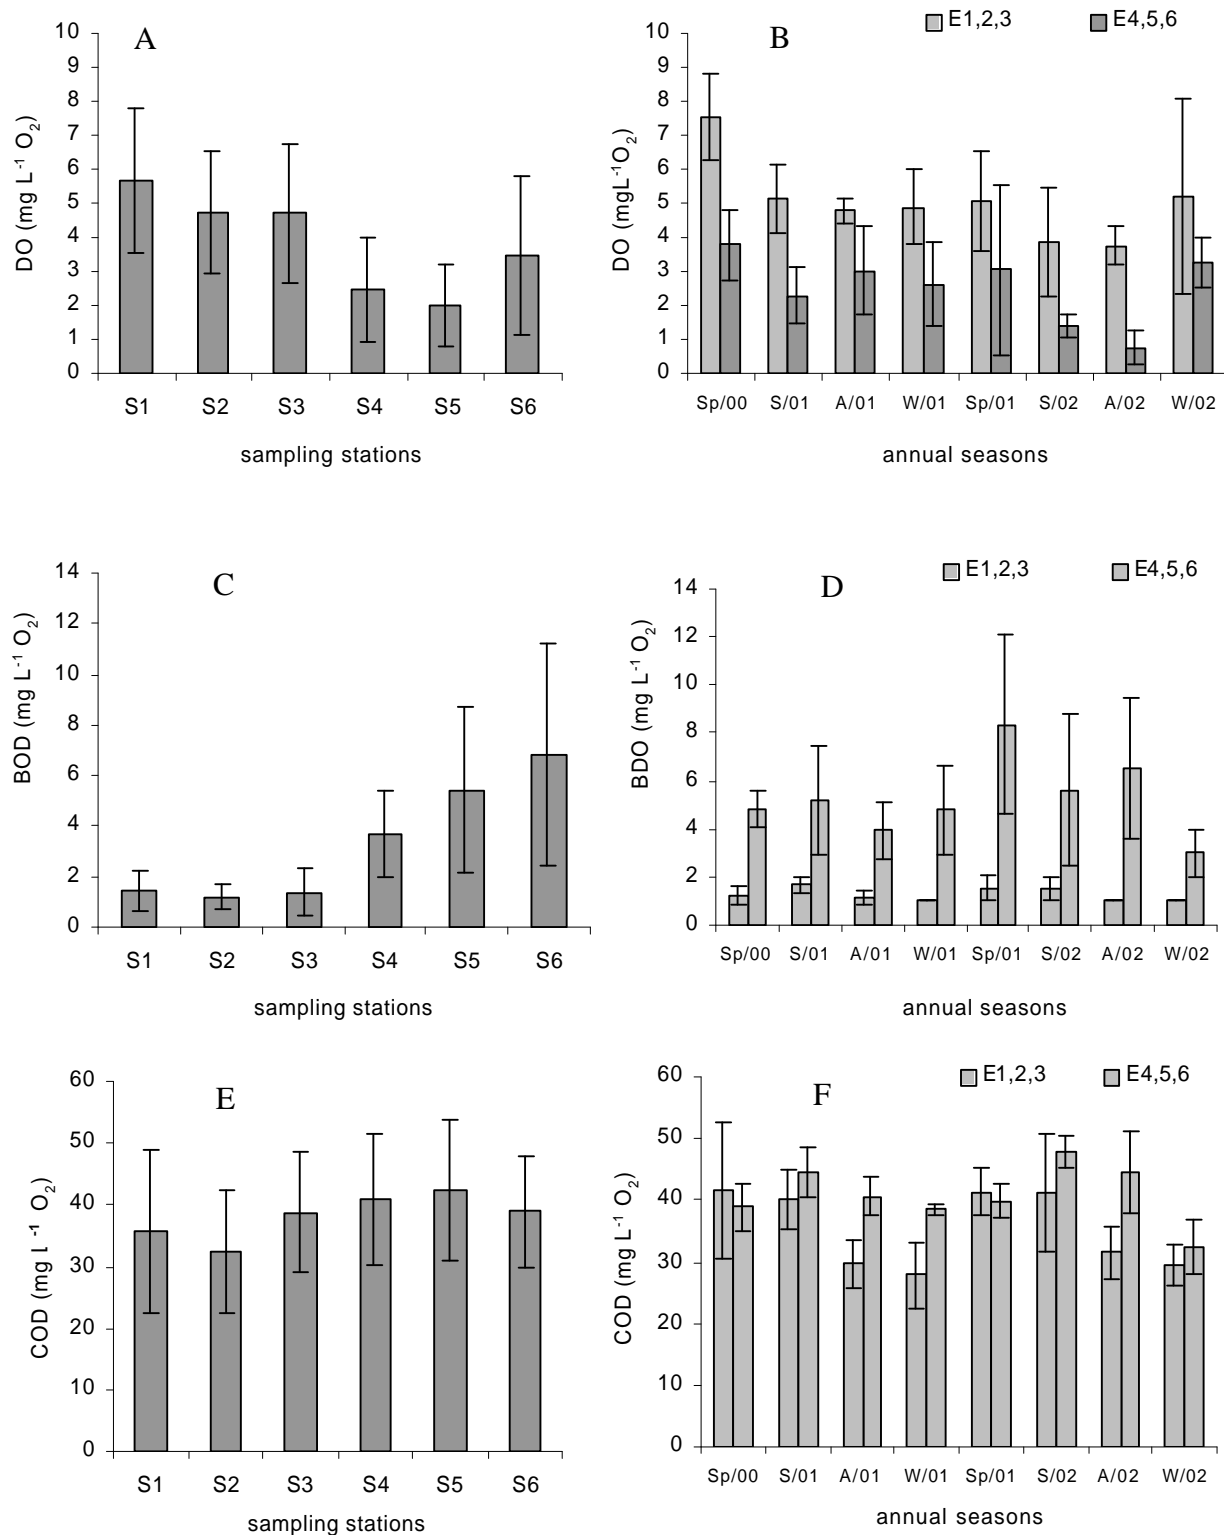 A
DO (mg L-1 O2)
10
9
8
7
6
5
4
3
2
1
0
S1 S2 S3 S4 S5 S6
sampling stations
E1,2,3 E4,5,6
B
DO (mgL-1O2)
10
9
8
7
6
5
4
3
2
1
0
Sp/00 S/01 A/01 W/01 Sp/01 S/02 A/02 W/02
annual seasons
C
BOD (mg L-1 O2)
14
12
10
8
6
4
2
0
S1 S2 S3 S4 S5 S6
sampling stations
E1,2,3 E4,5,6
D
BDO (mg L-1 O2)
14
12
10
8
6
4
2
0
Sp/00 S/01 A/01 W/01 Sp/01 S/02 A/02 W/02
annual seasons
E
COD (mg l -1 O2)
60
50
40
30
20
10
0
S1 S2 S3 S4 S5 S6
sampling stations
E1,2,3 E4,5,6
F
COD (mg L-1 O2)
60
50
40
30
20
10
0
Sp/00 S/01 A/01 W/01 Sp/01 S/02 A/02 W/02
annual seasons